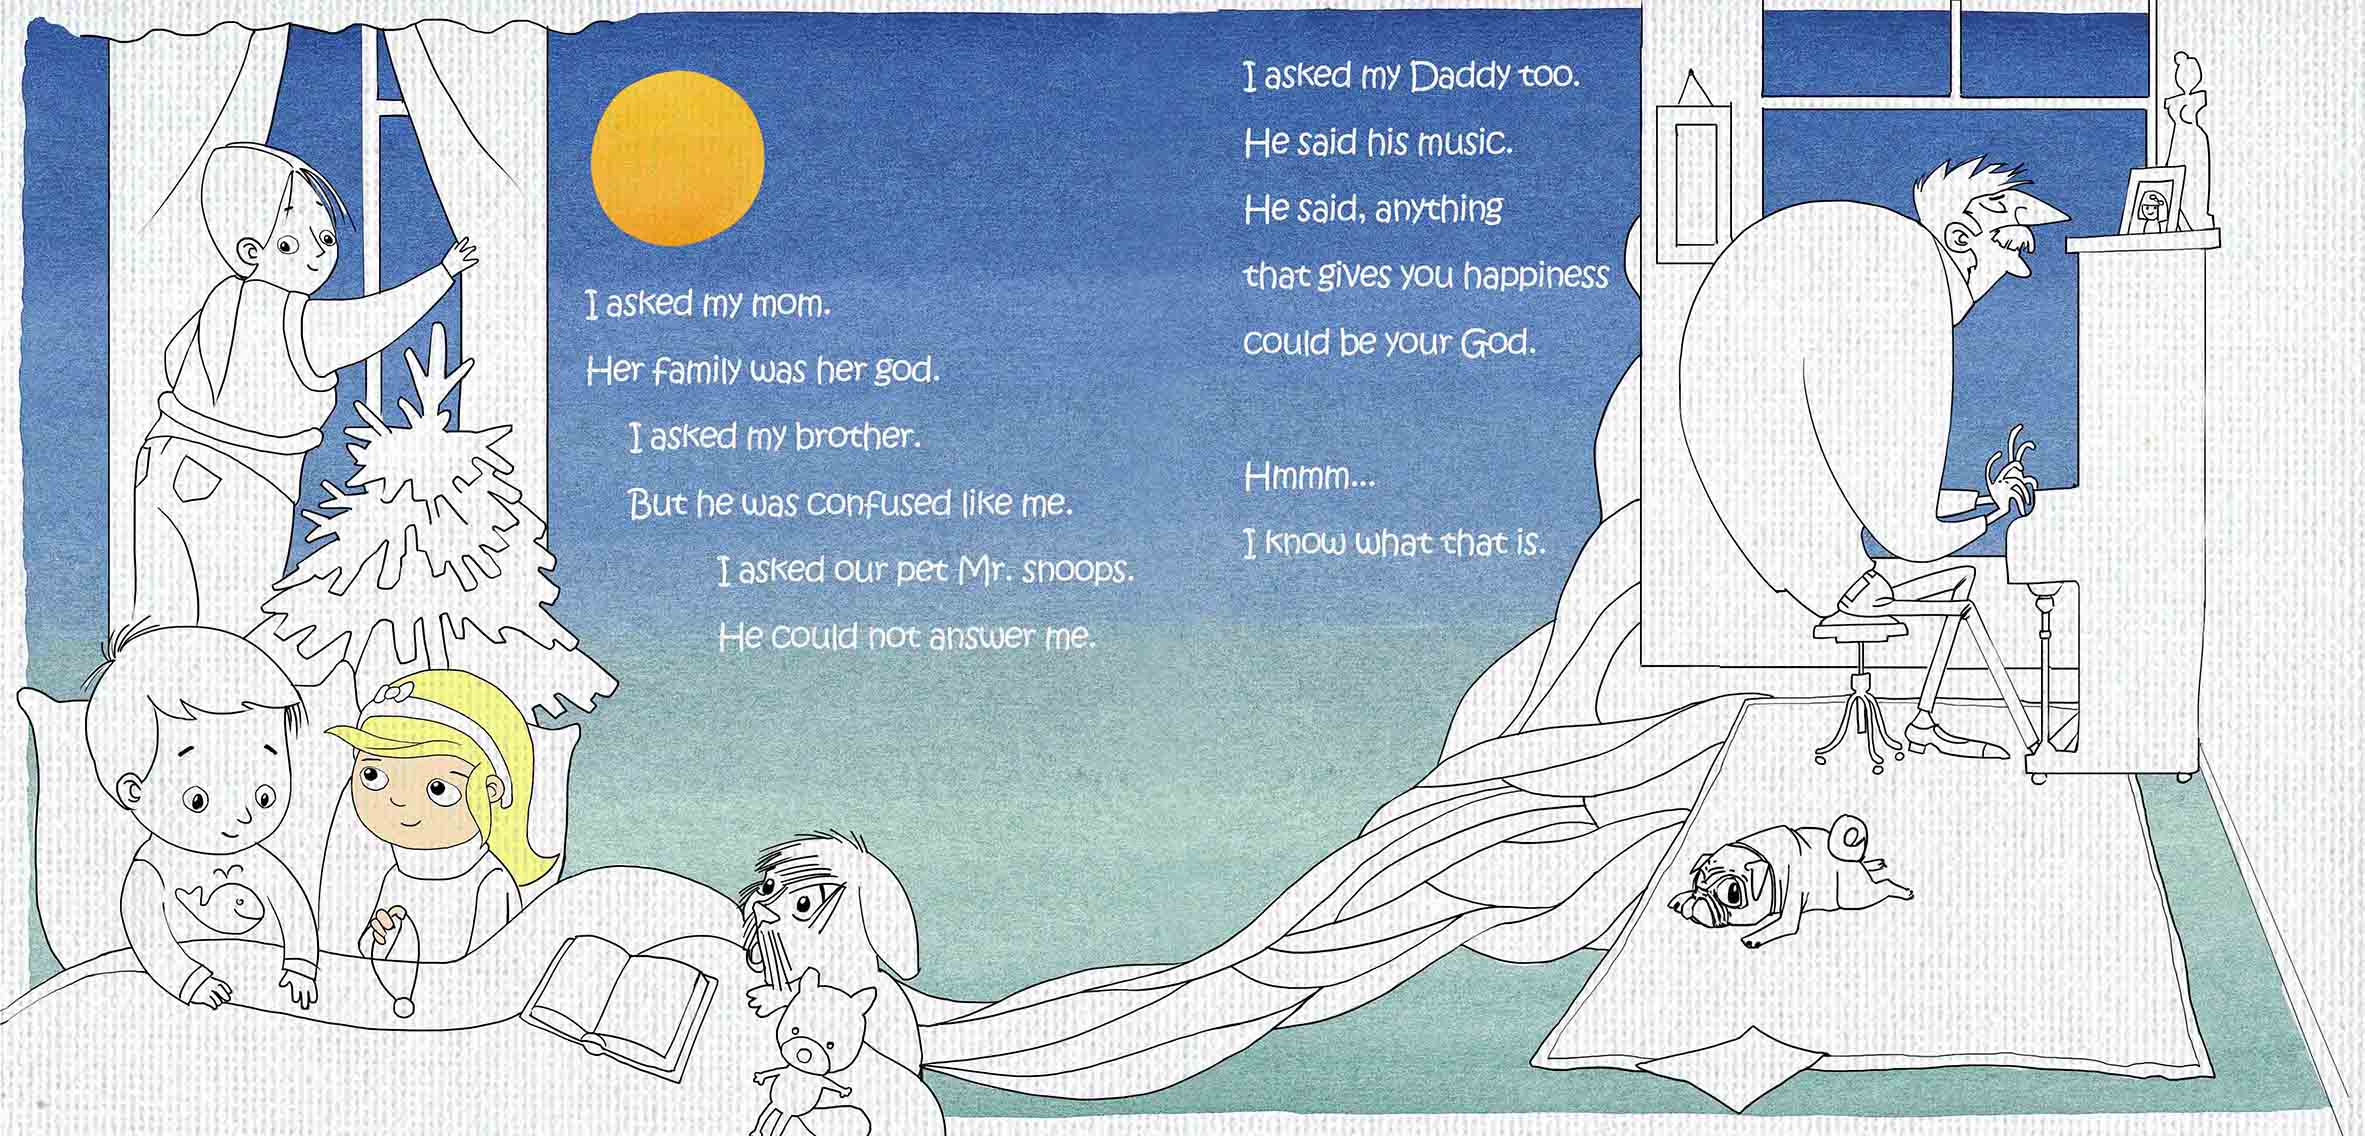 I asked my mom.
Her family was her god.
I asked my brother.
But he was confused like me.
I asked our pet Mr. snoops.
He could not answer me.
I asked my Daddy too.
He said his music.
He said, anything
that gives you happiness
could be your God.
Hmmm...
I know what that is.